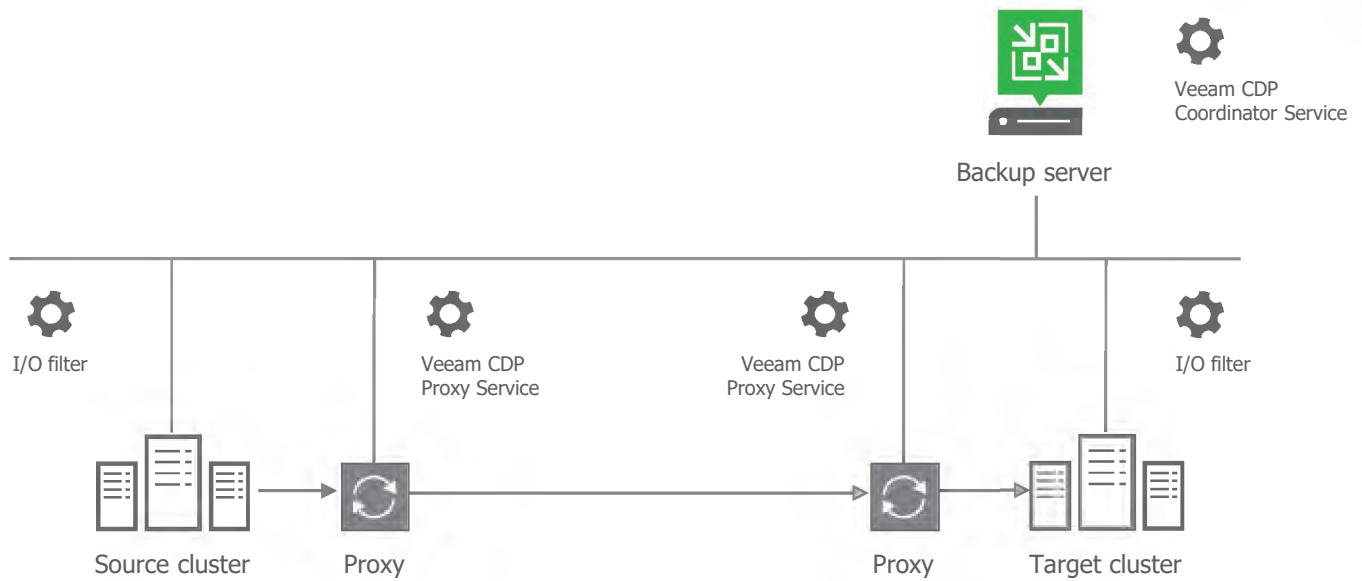 Veeam CDP
Coordinator Service
Backup server
I/O filter
Veeam CDP
Proxy Service
Veeam CDP
Proxy Service
I/O filter
Source cluster
Proxy
Proxy
Target cluster